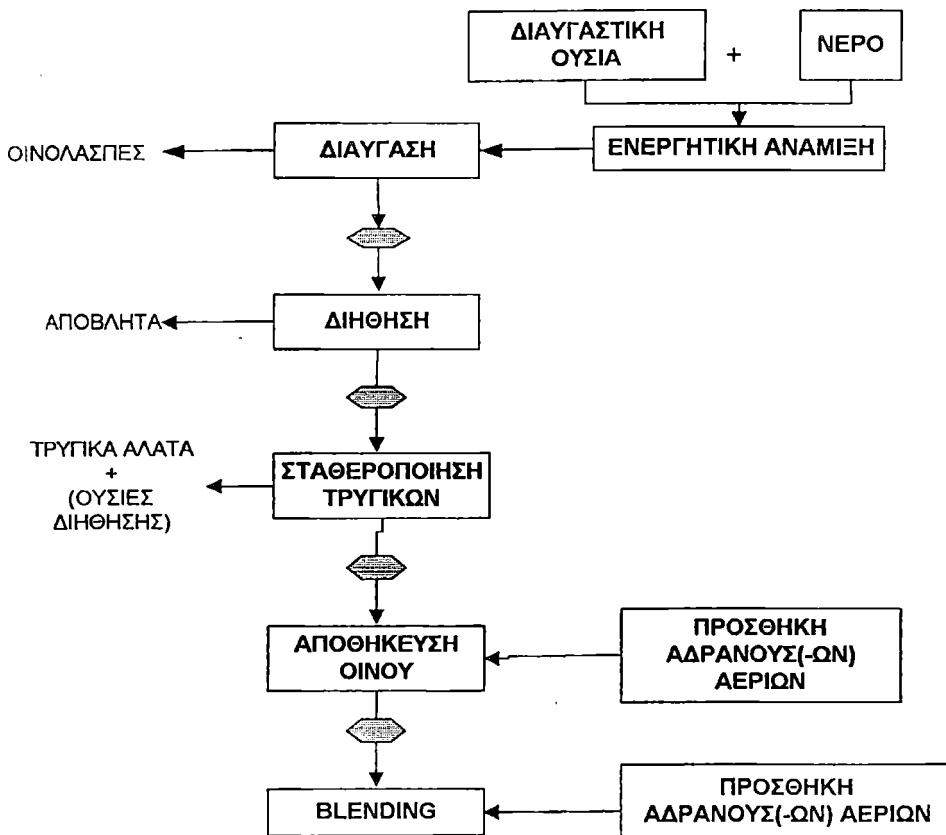 ΔΙΑΥΓΑΣΤΙΚΗ
ΟΥΣΙΑ
+
ΝΕΡΟ
ΟΙΝΟΛΑΣΠΕΣ
ΔΙΑΥΓΑΣΗ
ΕΝΕΡΓΗΤΙΚΗ ΑΝΑΜΙΞΗ
ΑΠΟΒΛΗΤΑ
ΔΙΗΘΗΣΗ
ΤΡΥΓΙΚΑ ΑΛΑΤΑ
+
(ΟΥΣΙΕΣ
ΔΙΗΘΗΣΗΣ)
ΣΤΑΘΕΡΟΠΟΙΗΣΗ
ΤΡΥΓΙΚΩΝ
ΑΠΟΘΗΚΕΥΣΗ
ΟΙΝΟΥ
ΠΡΟΣΘΗΚΗ
ΑΔΡΑΝΟΥΣ(-ΩΝ)
ΑΕΡΙΩΝ
BLENDING
ΠΡΟΣΘΗΚΗ
ΑΔΡΑΝΟΥΣ(-ΩΝ) ΑΕΡΙΩΝ